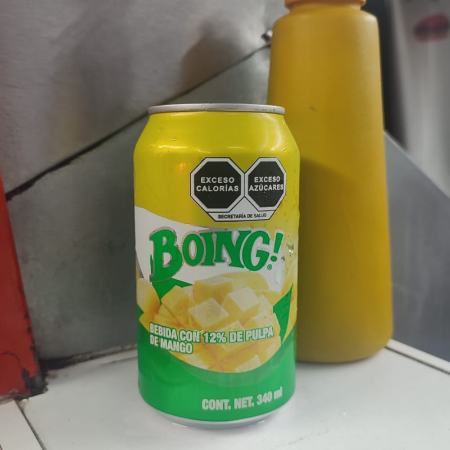 EXCESO
CALORÍAS
EXCESO
AZÚCARES
SECRETARÍA DE SALUD
BOING!
BEBIDA CON 12% DE PULPA
DE MANGO
CONT. NET. 340 ml